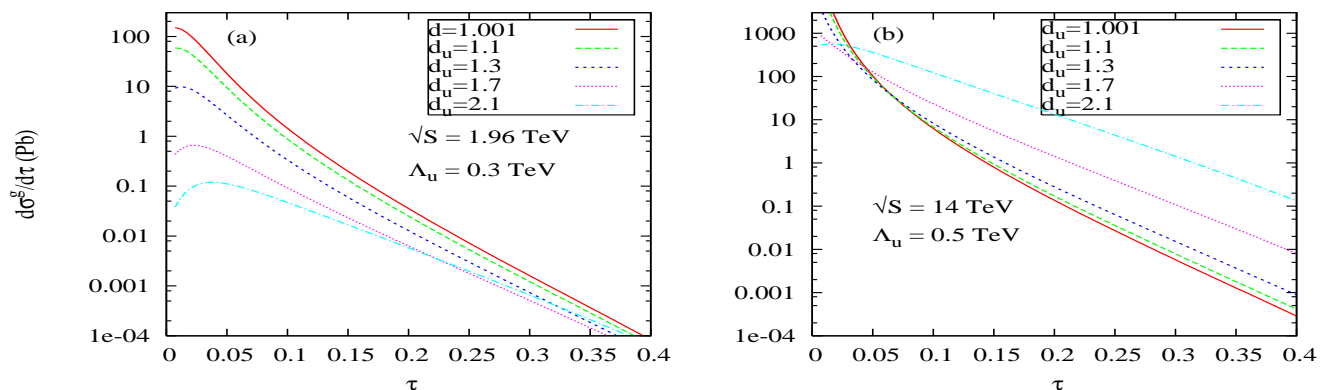 dσ^g/dτ (Pb)
100
10
1
0.1
0.01
0.001
1e-04
0
0.05
0.1
0.15
0.2
0.25
0.3
0.35
0.4
τ
(a)
d=1.001
d_u=1.1
d_u=1.3
d_u=1.7
d_u=2.1
√S = 1.96 TeV
Λ_u = 0.3 TeV
1000
100
10
1
0.1
0.01
0.001
1e-04
0
0.05
0.1
0.15
0.2
0.25
0.3
0.35
0.4
τ
(b)
d_u=1.001
d_u=1.1
d_u=1.3
d_u=1.7
d_u=2.1
√S = 14 TeV
Λ_u = 0.5 TeV